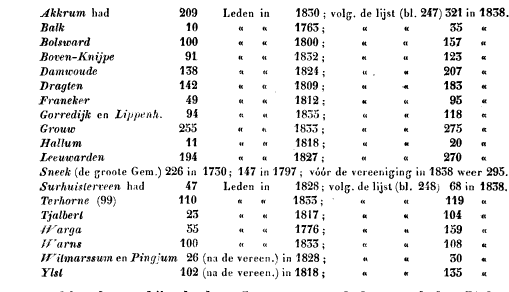 Akkrum had 209 Leden in 1830; volg. de lijst (bl. 247) 321 in 1838.
Balk 10 « « 1763; « « 35 «
Bolsward 100 « « 1800; « « 157 «
Boven-Knijpe 91 « « 1832; « « 123 «
Damwoude 138 « « 1824; « « 207 «
Dragten 142 « « 1809; « « 183 «
Franeker 49 « « 1812; « « 95 «
Gorredijk en Lippenh. 94 « « 1835; « « 118 «
Grouw 255 « « 1833; « « 275 «
Hallum 11 « « 1818; « « 20 «
Leeuwarden 194 « « 1827; « « 270 «
Sneek (de groote Gem.) 226 in 1730; 147 in 1797; vóór de vereeniging in 1838 weer 295.
Surhuisterveen had 47 Leden in 1828; volg. de lijst (bl. 248) 68 in 1838.
Terhorne (99) 110 « « 1833; « « 119 «
Tjalbert 23 « « 1817; « « 104 «
Warga 55 « « 1776; « « 159 «
Warns 100 « « 1833; « « 108 «
Wilmarssum en Pingjum 26 (na de vereen.) in 1828; « « 30 «
Ylst 102 (na de vereen.) in 1818; « « 135 «